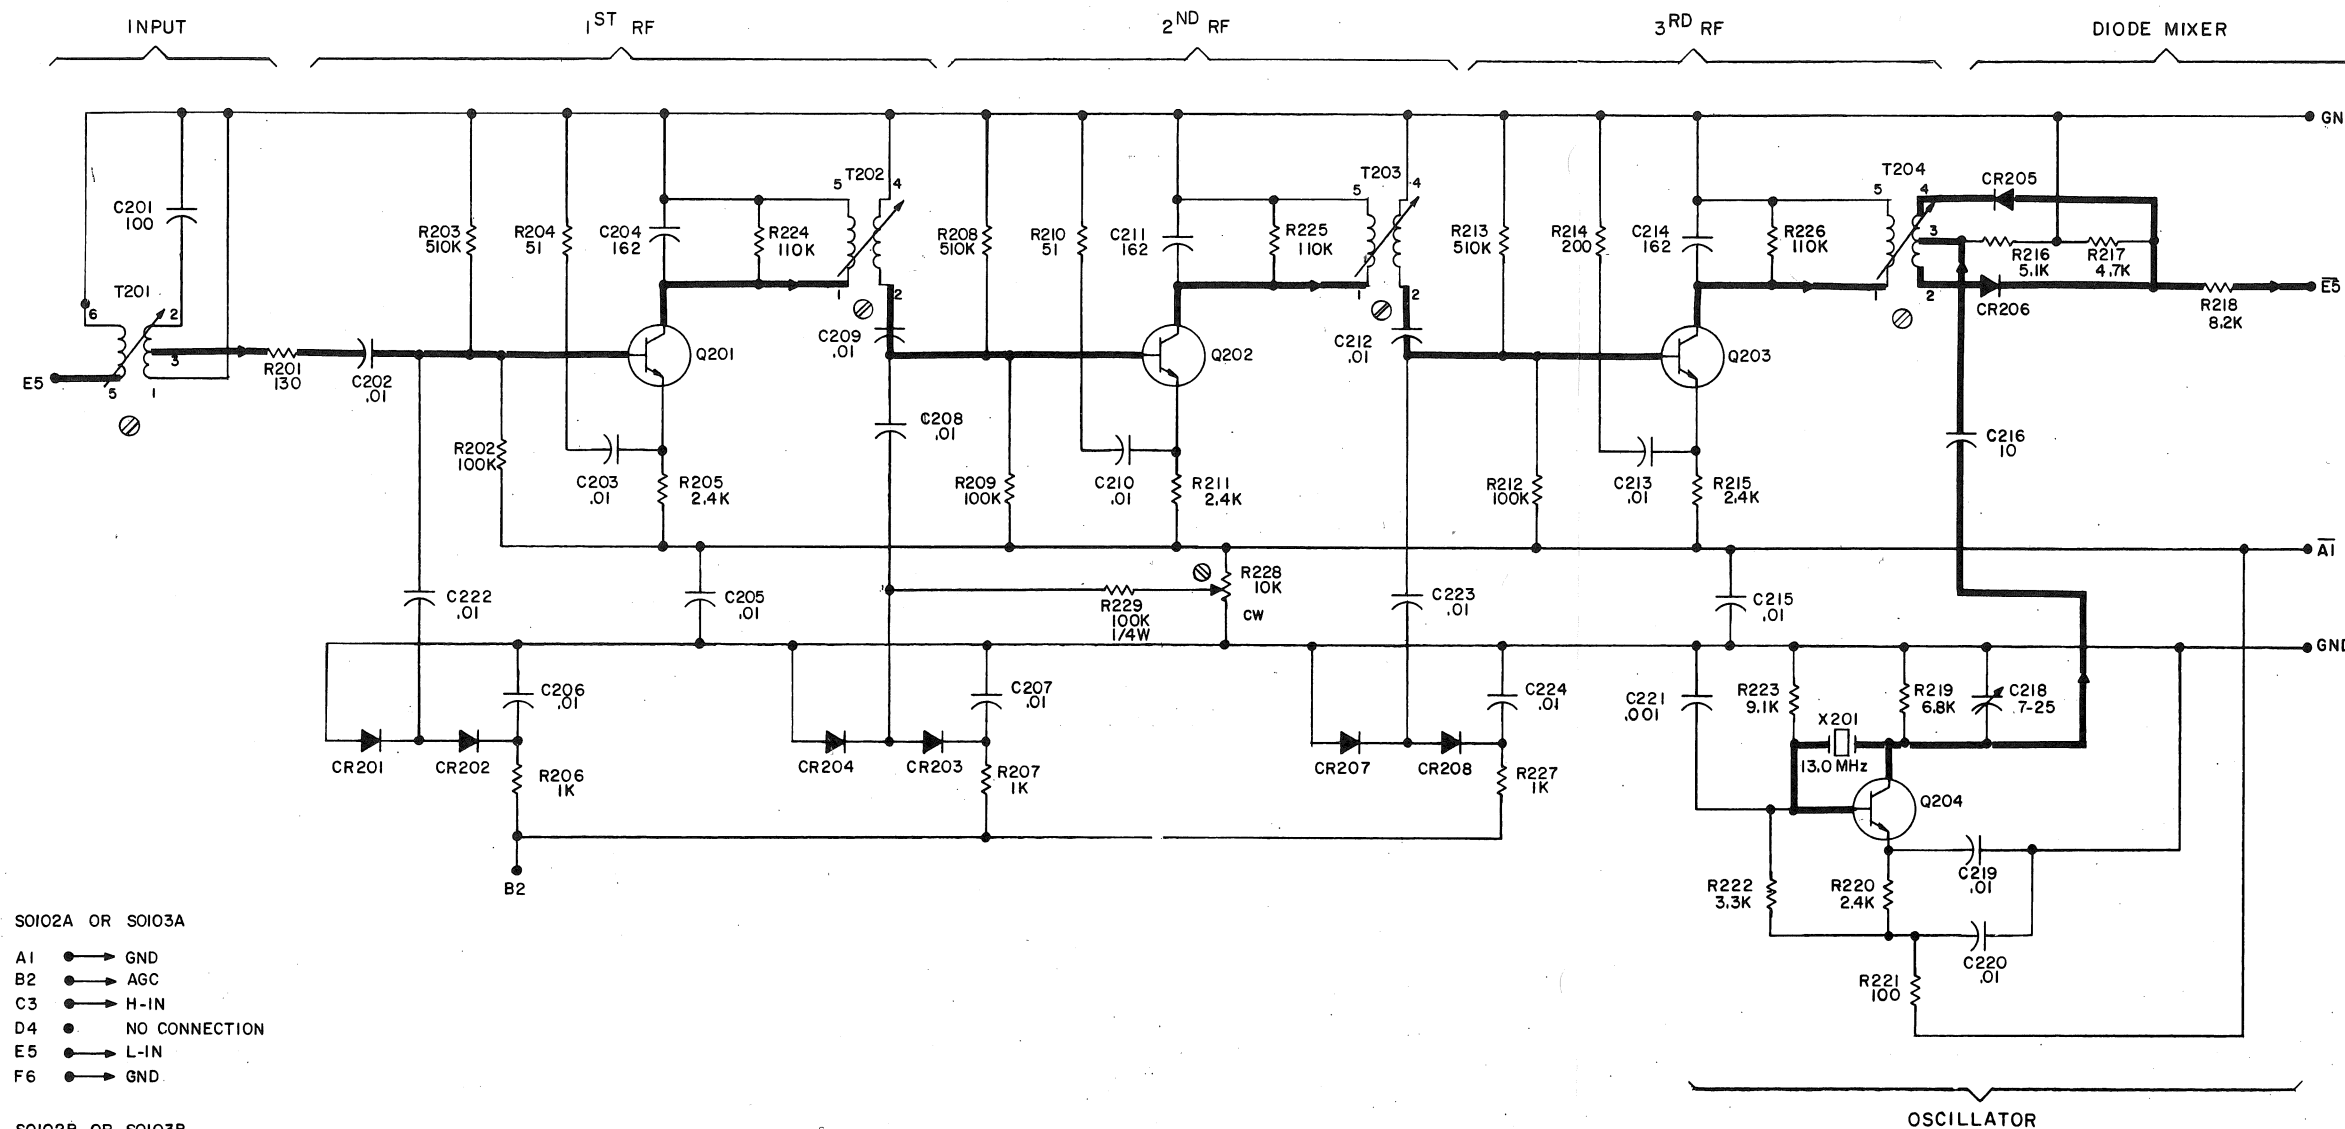 INPUT
1ST RF
2ND RF
3RD RF
DIODE MIXER
GN
C201
100
R203
510K
R204
51
C204
162
R224
110K
5
T202
4
R208
510K
R210
51
C211
162
R225
110K
5
T203
4
R213
510K
R214
200
C214
162
R226
110K
5
T204
4
CR205
3
R216
5.1K
R217
4.7K
T201
6
2
3
5
1
E5
R201
130
C202
.01
Q201
1
2
C209
.01
Q202
1
2
C212
.01
Q203
1
2
CR206
R218
8.2K
E5
R202
100K
C203
.01
R205
2.4K
C208
.01
R209
100K
C210
.01
R211
2.4K
R212
100K
C213
.01
R215
2.4K
C216
10
A1
C222
.01
C205
.01
R229
100K
1/4W
R228
10K
CW
C223
.01
C215
.01
GND
C206
.01
C207
.01
C224
.01
C221
.001
R223
9.1K
X201
13.0 MHz
R219
6.8K
C218
.7-25
CR201
CR202
R206
1K
CR204
CR203
R207
1K
CR207
CR208
R227
1K
Q204
B2
R222
3.3K
R220
2.4K
C219
.01
C220
.01
R221
100
SO102A OR SO103A
A1 GND
B2 AGC
C3 H-IN
D4 NO CONNECTION
E5 L-IN
F6 GND
SO102B OR SO103B
OSCILLATOR